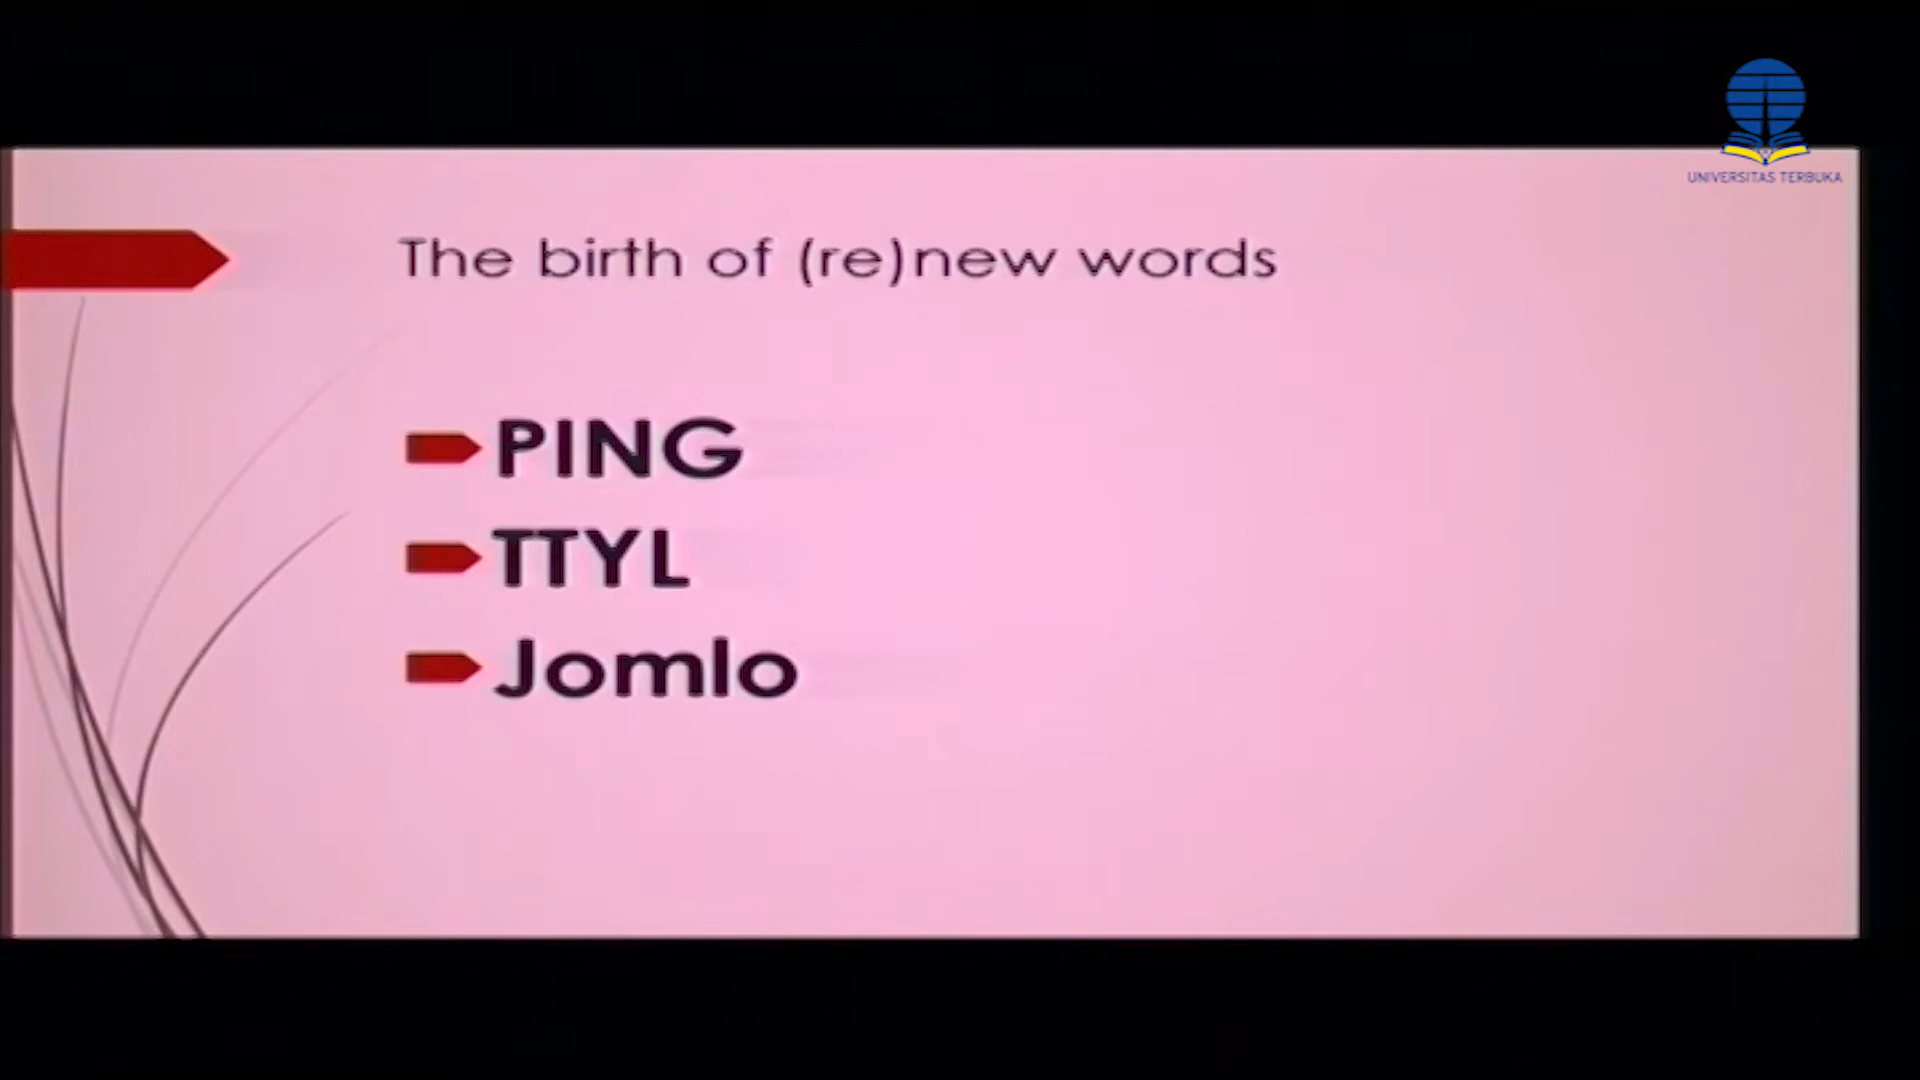 UNIVERSITAS TERBUKA
The birth of (re)new words
PING
TTYL
Jomlo